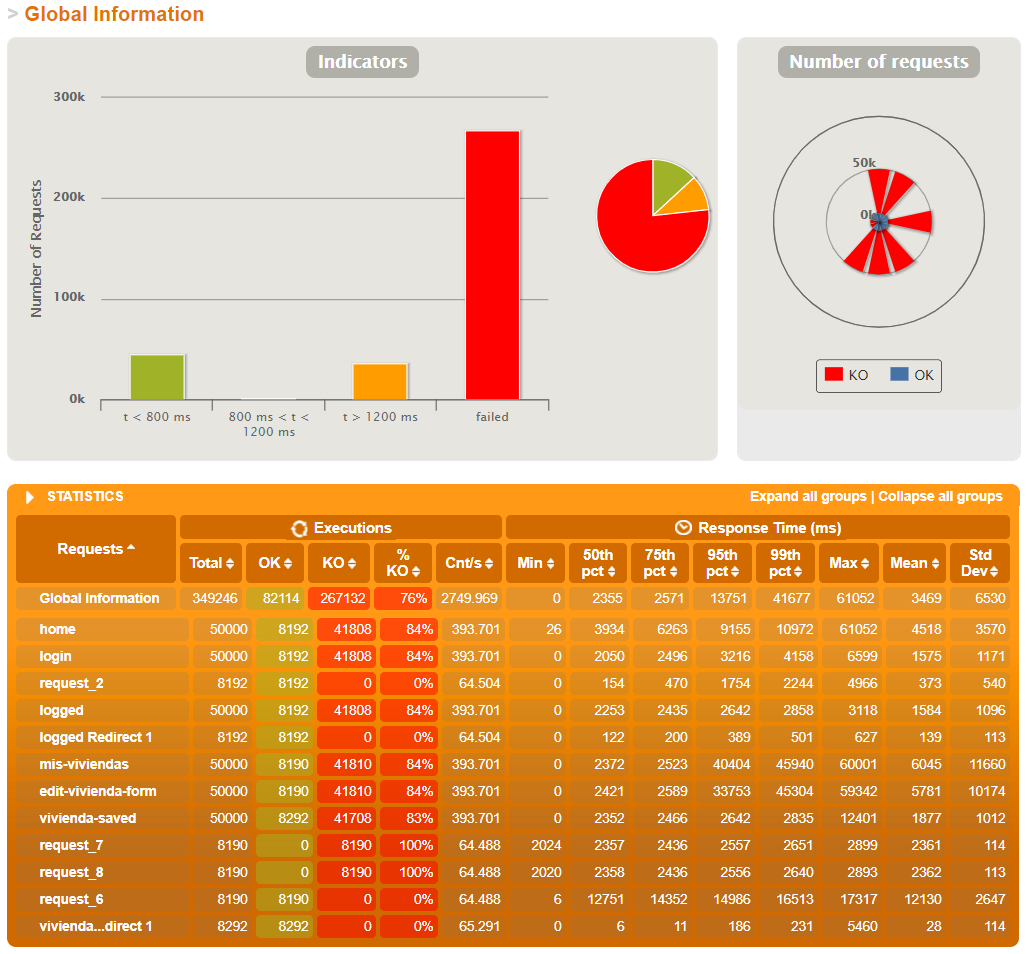 > Global Information
Indicators
Number of requests
300k
200k
100k
0k
Number of Requests
t < 800 ms
800 ms < t <
1200 ms
t > 1200 ms
failed
50k
0k
KO OK
STATISTICS Expand all groups | Collapse all groups
Requests Executions Response Time (ms)
Total OK KO % KO Cnt/s Min 50th pct 75th pct 95th pct 99th pct Max Mean Std Dev
Global Information 349246 82114 267132 76% 2749.969 0 2355 2571 13751 41677 61052 3469 6530
home 50000 8192 41808 84% 393.701 26 3934 6263 9155 10972 61052 4518 3570
login 50000 8192 41808 84% 393.701 0 2050 2496 3216 4158 6599 1575 1171
request_2 8192 8192 0 0% 64.504 0 154 470 1754 2244 4966 373 540
logged 50000 8192 41808 84% 393.701 0 2253 2435 2642 2858 3118 1584 1096
logged Redirect 1 8192 8192 0 0% 64.504 0 122 200 389 501 627 139 113
mis-viviendas 50000 8190 41810 84% 393.701 0 2372 2523 40404 45940 60001 6045 11660
edit-vivienda-form 50000 8190 41810 84% 393.701 0 2421 2589 33753 45304 59342 5781 10174
vivienda-saved 50000 8292 41708 83% 393.701 0 2352 2466 2642 2835 12401 1877 1012
request_7 8190 0 8190 100% 64.488 2024 2357 2436 2557 2651 2899 2361 114
request_8 8190 0 8190 100% 64.488 2020 2358 2436 2556 2640 2893 2362 113
request_6 8190 8190 0 0% 64.488 6 12751 14352 14986 16513 17317 12130 2647
vivienda...direct 1 8292 8292 0 0% 65.291 0 6 11 186 231 5460 28 114